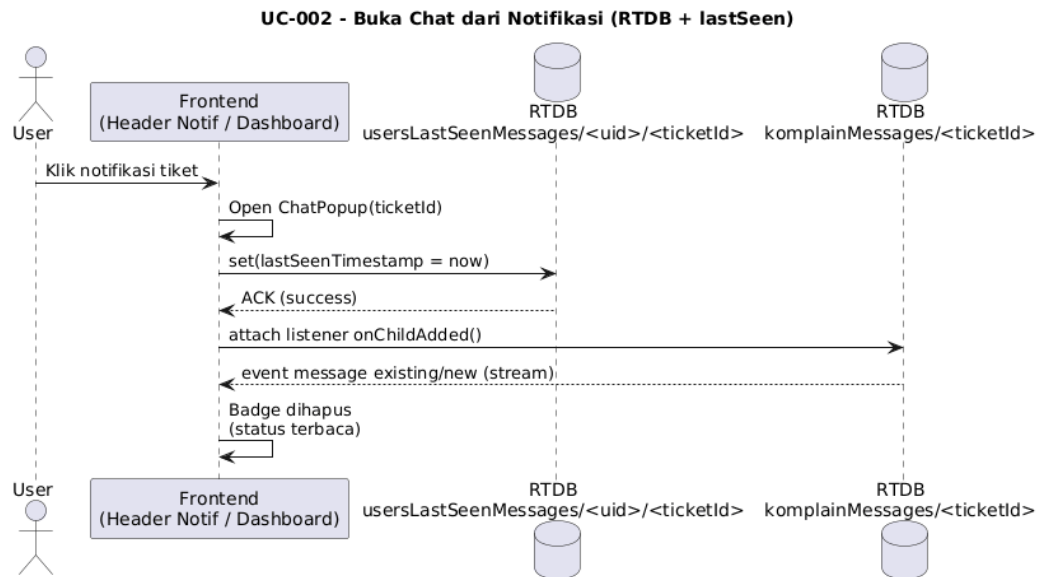 UC-002 - Buka Chat dari Notifikasi (RTDB + lastSeen)
User
Frontend
(Header Notif / Dashboard)
RTDB
usersLastSeenMessages/<uid>/<ticketId>
RTDB
komplainMessages/<ticketId>
Klik notifikasi tiket
Open ChatPopup(ticketId)
set(lastSeenTimestamp = now)
ACK (success)
attach listener onChildAdded()
event message existing/new (stream)
Badge dihapus
(status terbaca)
User
Frontend
(Header Notif / Dashboard)
RTDB
usersLastSeenMessages/<uid>/<ticketId>
RTDB
komplainMessages/<ticketId>